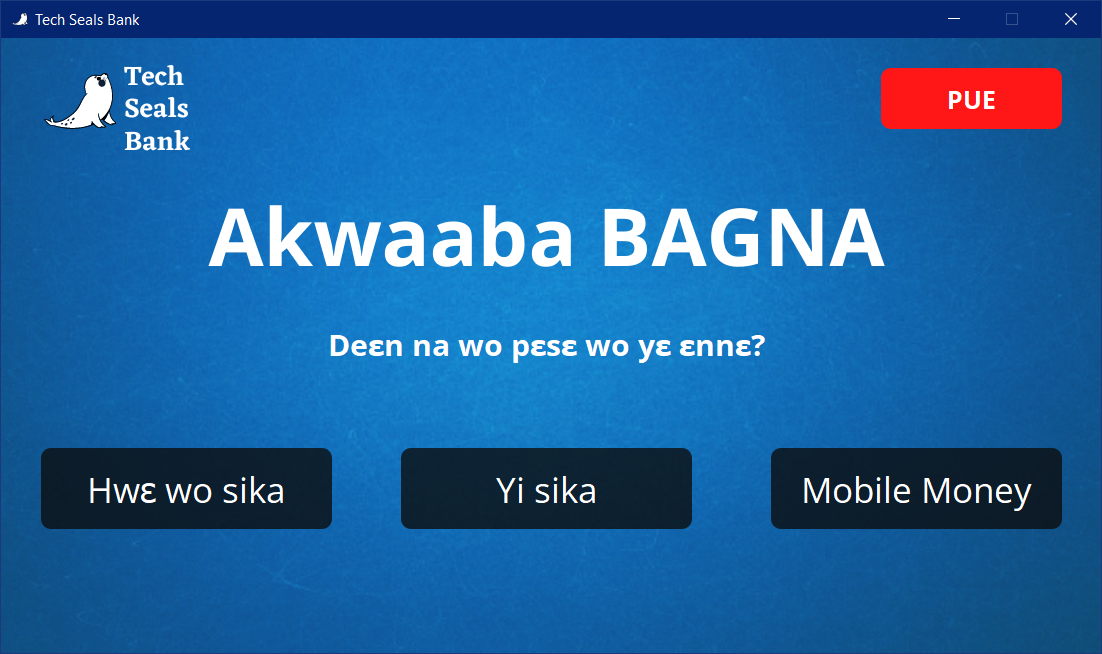 Tech Seals Bank
Tech
Seals
Bank
PUE
Akwaaba BAGNA
Deɛn na wo pɛsɛ wo yɛ ɛnnɛ?
Hwɛ wo sika
Yi sika
Mobile Money